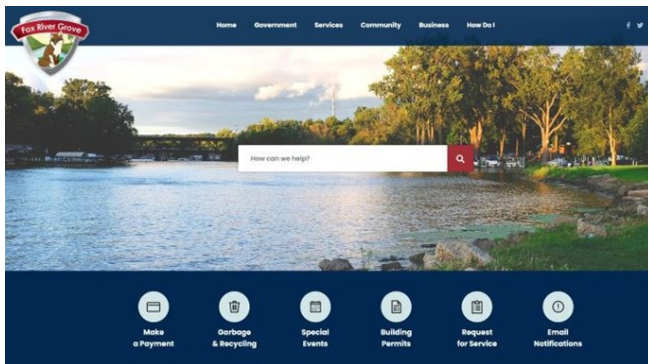 Fox River Grove
Home Government Services Community Business How Do I
How can we help?
Make
a Payment
Garbage
& Recycling
Special
Events
Building
Permits
Request
for Service
Email
Notifications